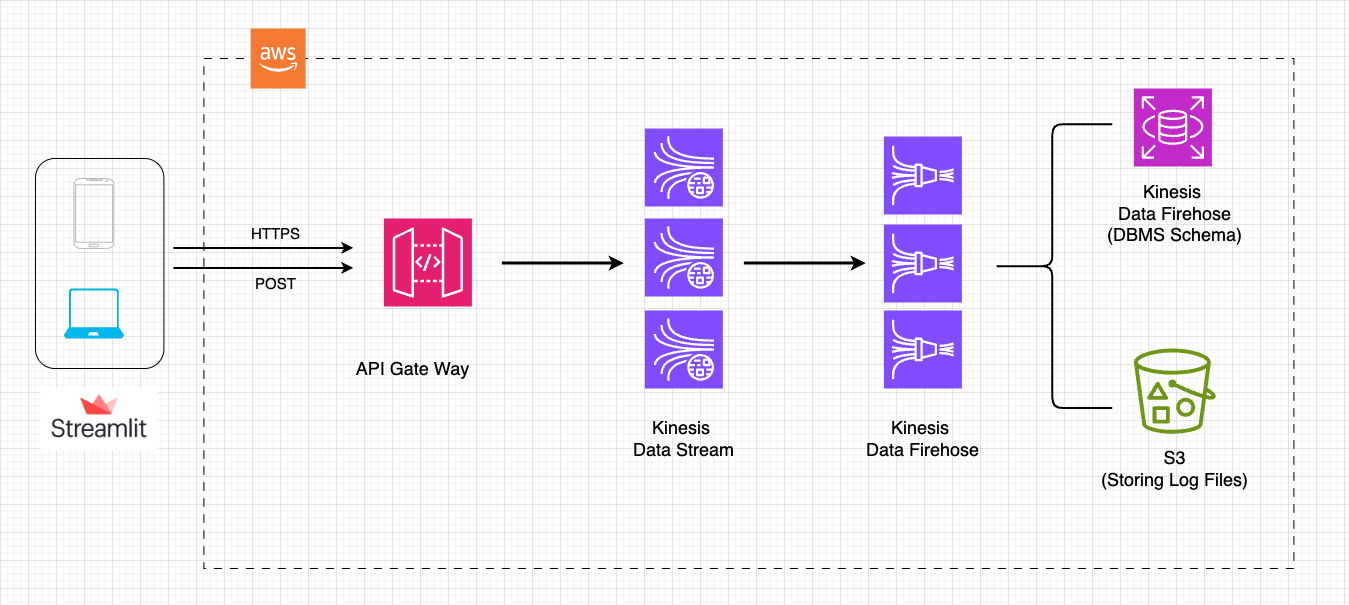 aws
HTTPS
POST
Streamlit
API Gate Way
</>
Kinesis
Data Stream
Kinesis
Data Firehose
Kinesis
Data Firehose
(DBMS Schema)
S3
(Storing Log Files)